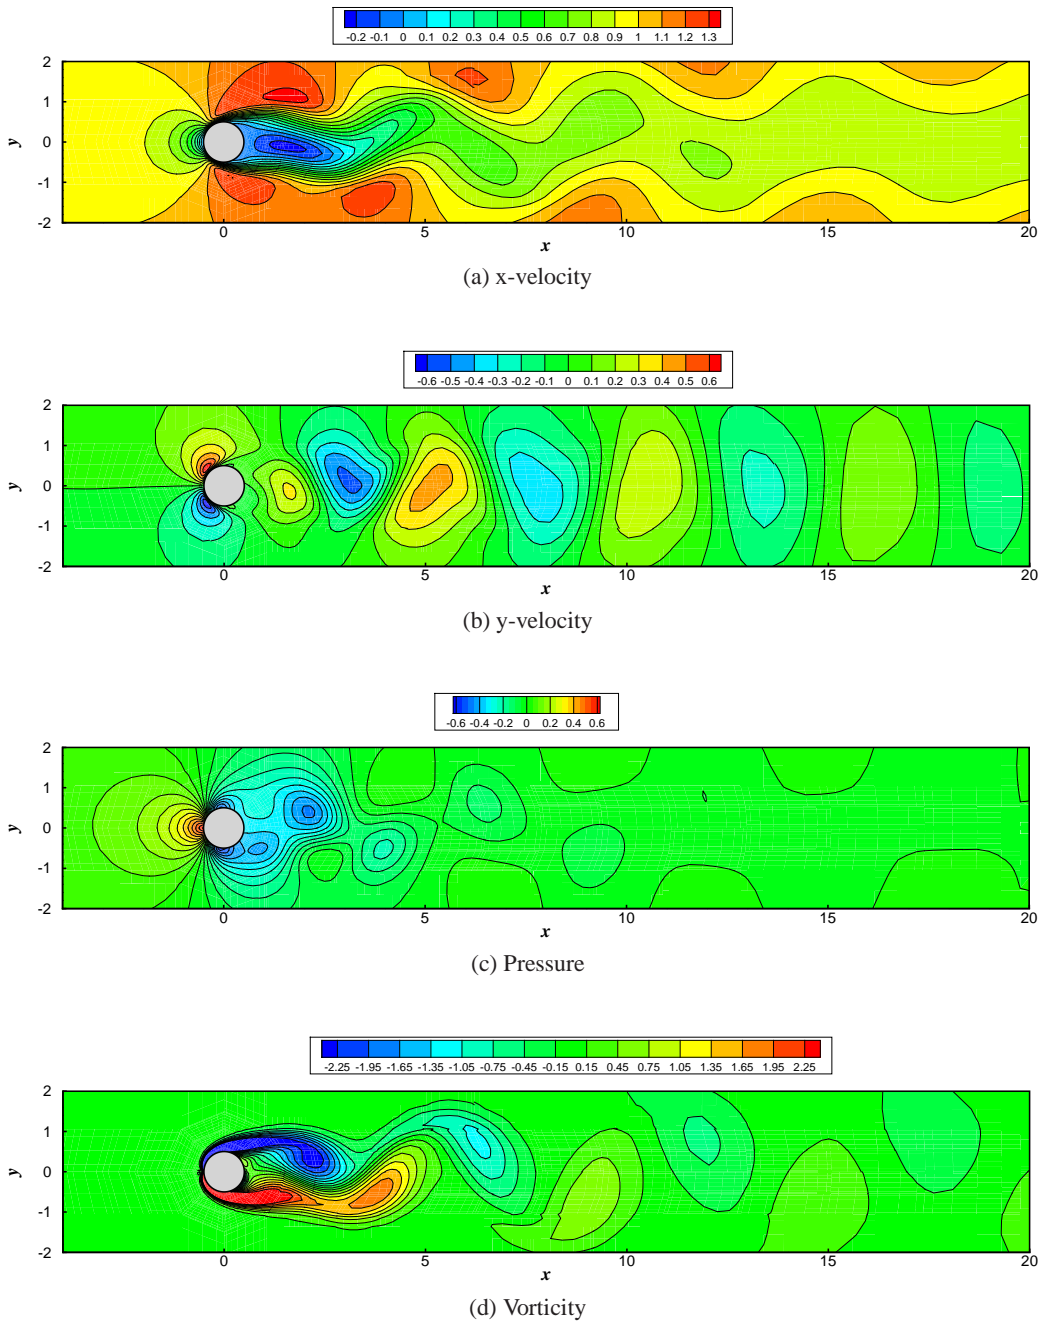 -0.2 -0.1 0 0.1 0.2 0.3 0.4 0.5 0.6 0.7 0.8 0.9 1 1.1 1.2 1.3
2
1
y 0
-1
-2
0 5 10 15 20
x
(a) x-velocity
-0.6 -0.5 -0.4 -0.3 -0.2 -0.1 0 0.1 0.2 0.3 0.4 0.5 0.6
2
1
y 0
-1
-2
0 5 10 15 20
x
(b) y-velocity
-0.6 -0.4 -0.2 0 0.2 0.4 0.6
2
1
y 0
-1
-2
0 5 10 15 20
x
(c) Pressure
-2.25 -1.95 -1.65 -1.35 -1.05 -0.75 -0.45 -0.15 0.15 0.45 0.75 1.05 1.35 1.65 1.95 2.25
2
1
y 0
-1
-2
0 5 10 15 20
x
(d) Vorticity